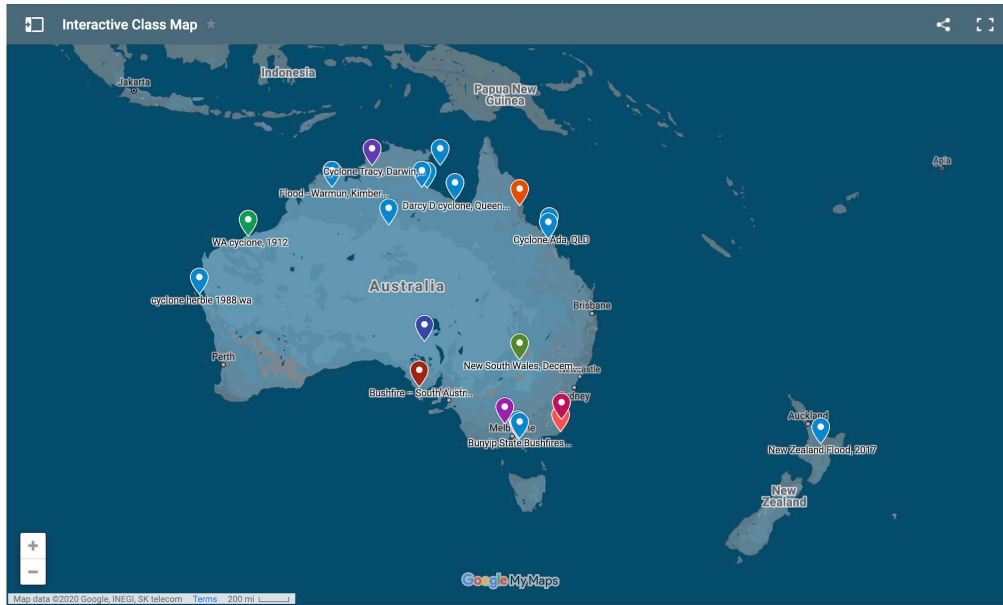 Interactive Class Map
Indonesia
Jakarta
Papua New
Guinea
Apia
Cyclone Tracy, Darwin,...
Flood - Warmun, Kimber...
Darcy D cyclone, Queen...
WA cyclone, 1912
Cyclone Ada, QLD
Australia
cyclone herbie 1988 wa
Brisbane
Perth
New South Wales, Decem...
Bushfire – South Austr...
Auckland
Bunyip State Bushfires...
New Zealand Flood, 2017
New
Zealand
+
−
Google My Maps
Map data ©2020 Google, INEGI, SK telecom Terms 200 mi